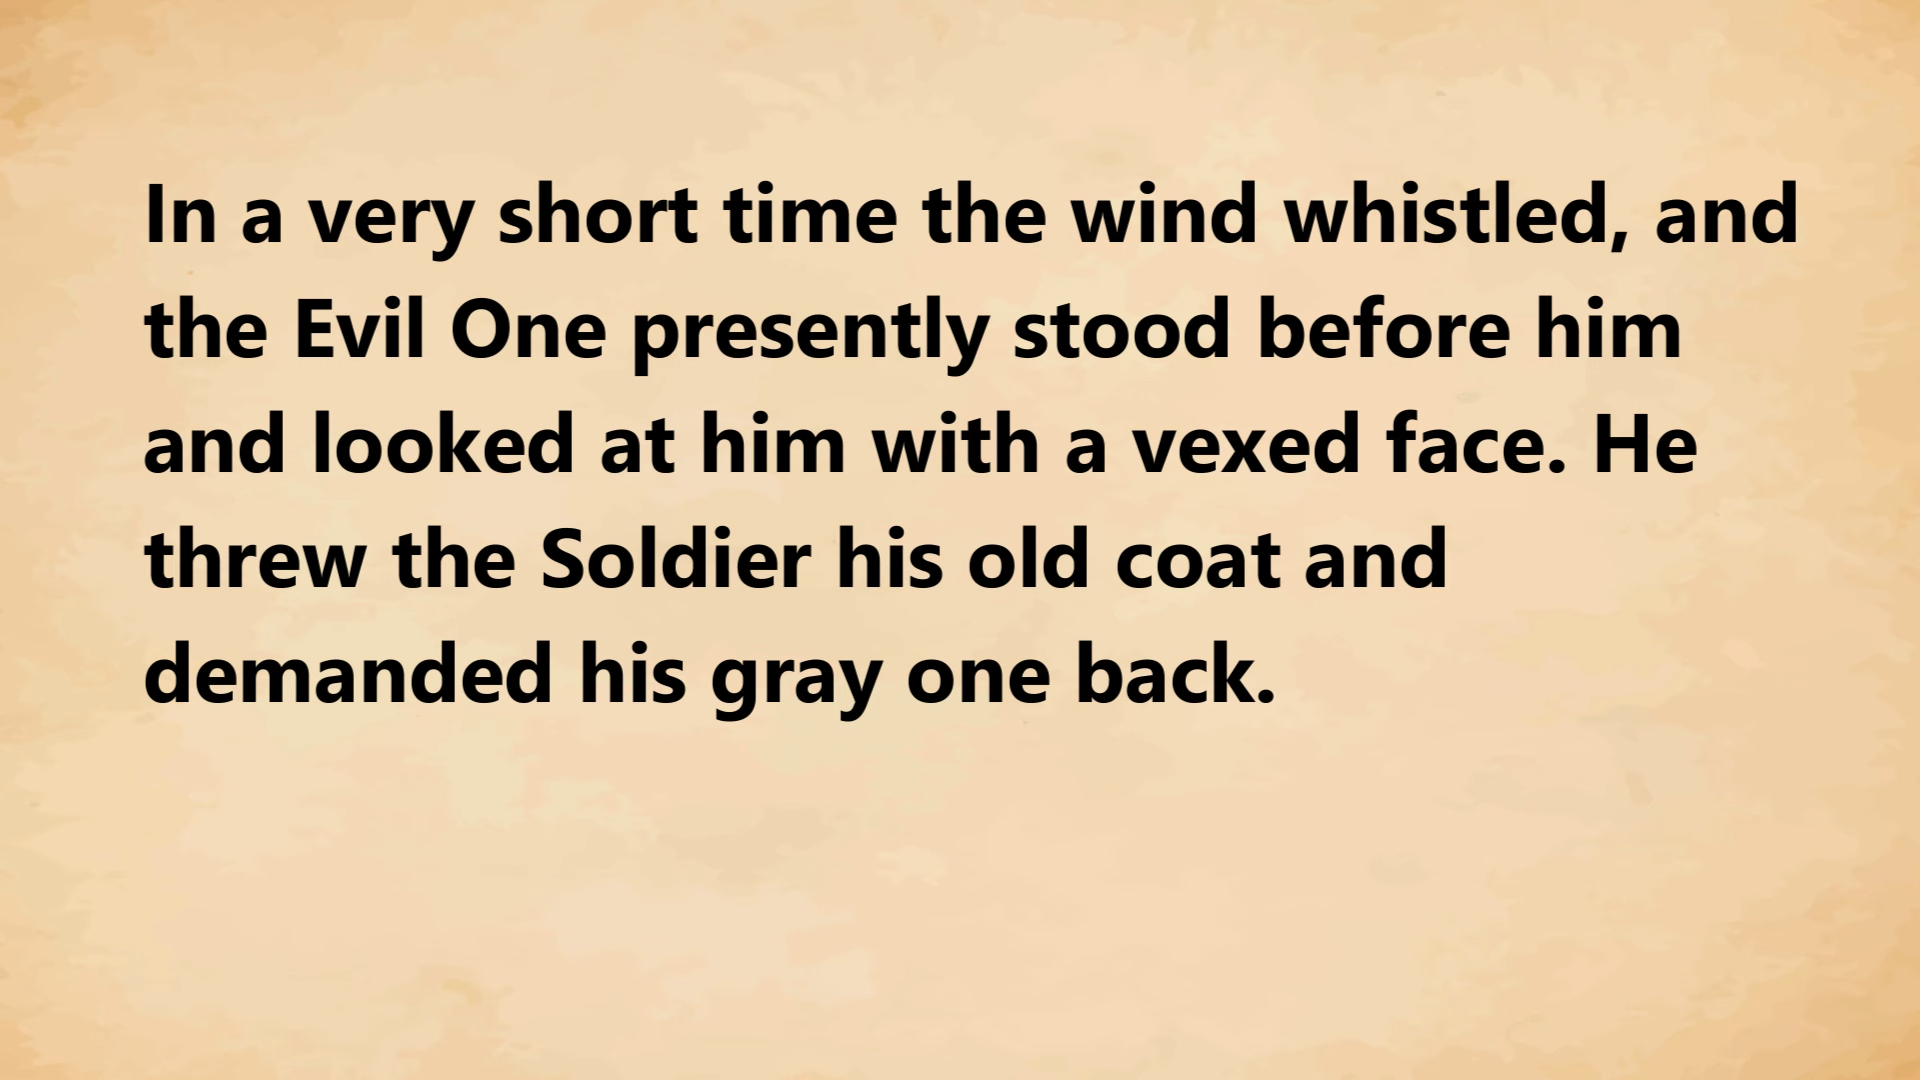 In a very short time the wind whistled, and
the Evil One presently stood before him
and looked at him with a vexed face. He
threw the Soldier his old coat and
demanded his gray one back.